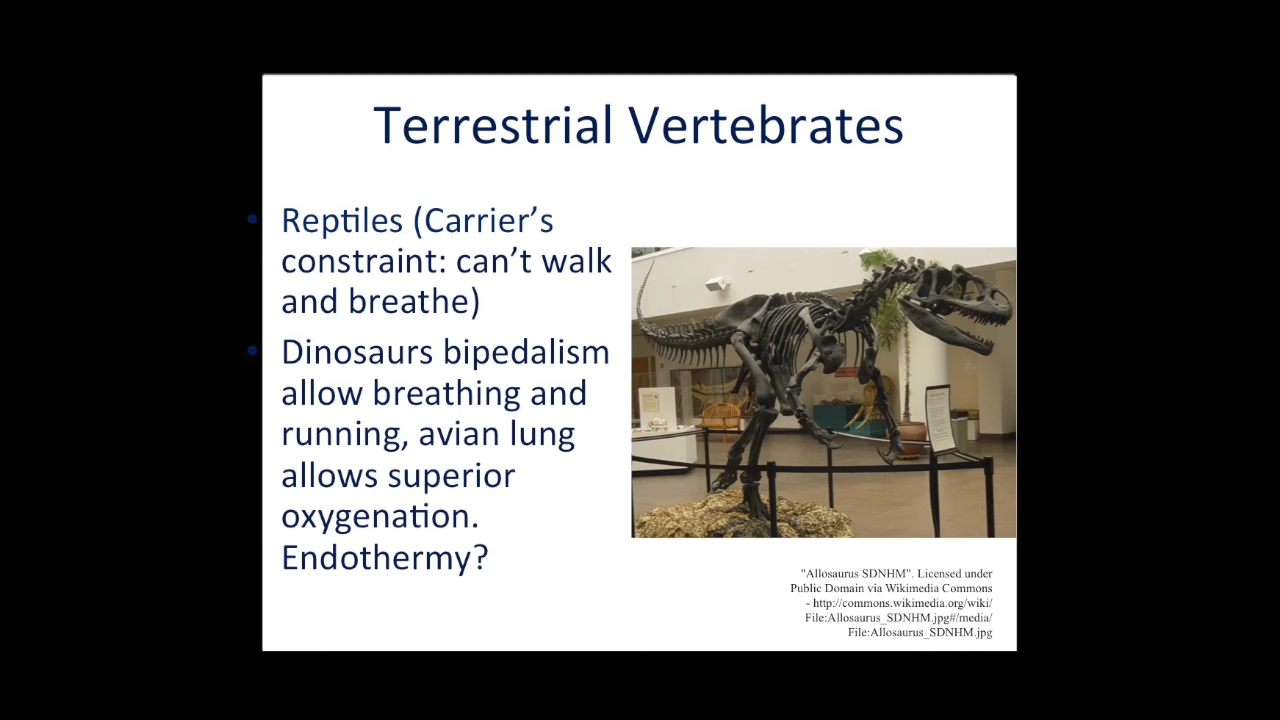 Terrestrial Vertebrates
• Reptiles (Carrier’s
constraint: can’t walk
and breathe)
• Dinosaurs bipedalism
allow breathing and
running, avian lung
allows superior
oxygenation.
Endothermy?
"Allosaurus SDNHM". Licensed under
Public Domain via Wikimedia Commons
- http://commons.wikimedia.org/wiki/
File:Allosaurus_SDNHM.jpg#/media/
File:Allosaurus_SDNHM.jpg